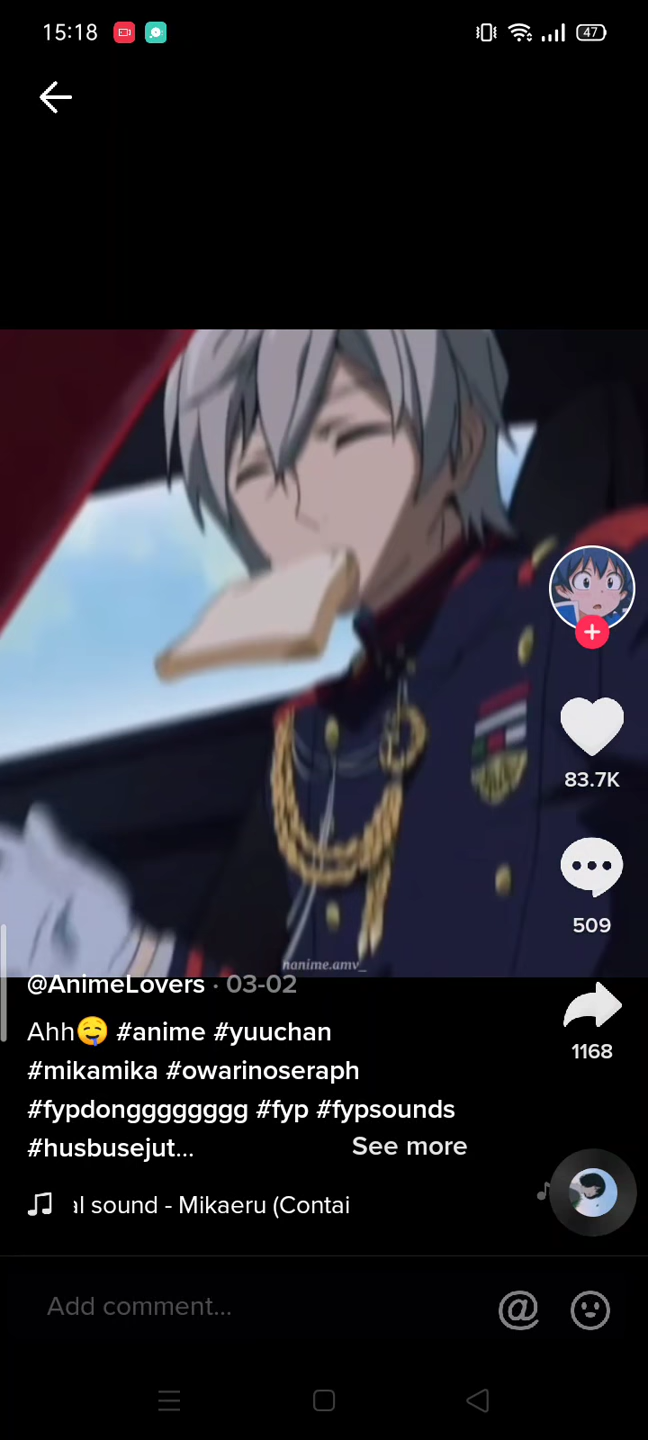 15:18
47
83.7K
509
nanime.amv_
@AnimeLovers · 03-02
Ahh🤤 #anime #yuuchan
#mikamika #owarinoseraph
#fypdongggggggg #fyp #fypsounds
#husbusejut... See more
1168
al sound - Mikaeru (Contai
Add comment...